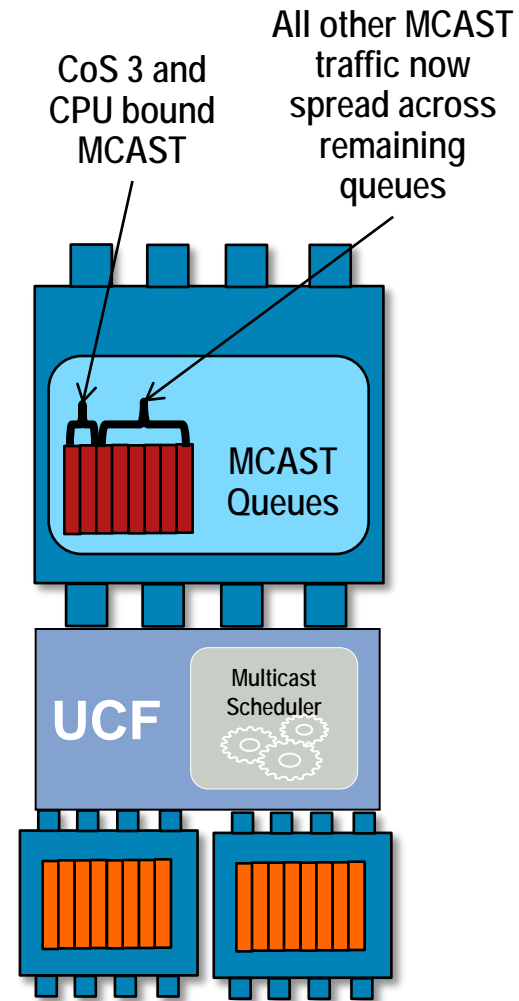 CoS 3 and
CPU bound
MCAST
All other MCAST
traffic now
spread across
remaining
queues
MCAST
Queues
UCF
Multicast
Scheduler